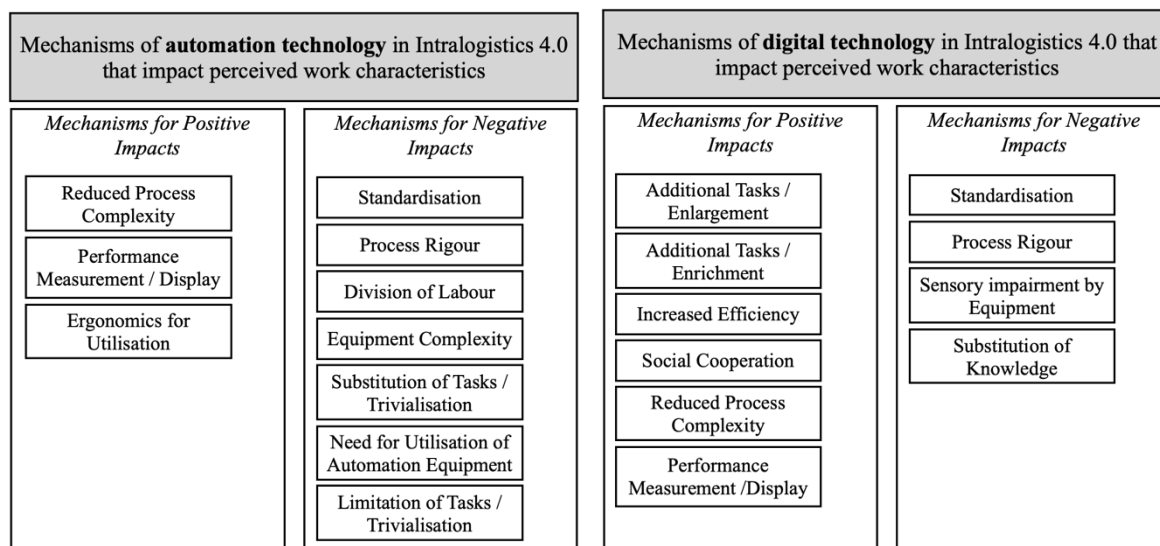 Mechanisms of automation technology in Intralogistics 4.0
that impact perceived work characteristics
Mechanisms for Positive
Impacts
Reduced Process
Complexity
Performance
Measurement / Display
Ergonomics for
Utilisation
Mechanisms for Negative
Impacts
Standardisation
Process Rigour
Division of Labour
Equipment Complexity
Substitution of Tasks /
Trivialisation
Need for Utilisation of
Automation Equipment
Limitation of Tasks /
Trivialisation
Mechanisms of digital technology in Intralogistics 4.0 that
impact perceived work characteristics
Mechanisms for Positive
Impacts
Additional Tasks /
Enlargement
Additional Tasks /
Enrichment
Increased Efficiency
Social Cooperation
Reduced Process
Complexity
Performance
Measurement /Display
Mechanisms for Negative
Impacts
Standardisation
Process Rigour
Sensory impairment by
Equipment
Substitution of
Knowledge